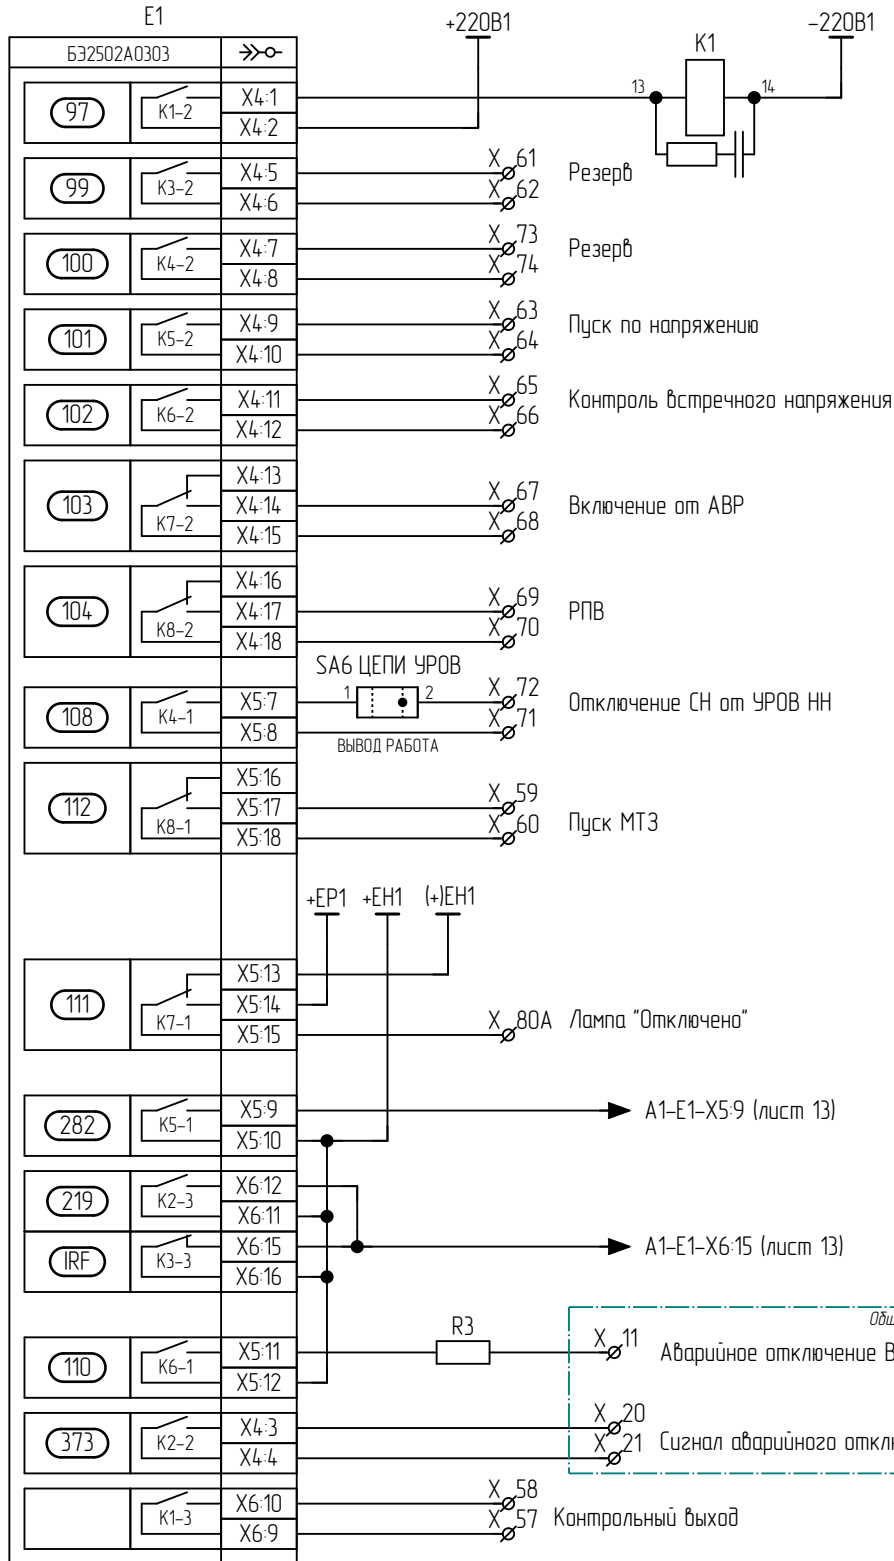 E1
+220В1
-220В1
БЭ2502А0303
K1
13
14
97
K1-2
X4:1
X4:2
99
K3-2
X4:5
X 61
Резерв
X4:6
X 62
100
K4-2
X4:7
X 73
Резерв
X4:8
X 74
101
K5-2
X4:9
X 63
Пуск по напряжению
X4:10
X 64
102
K6-2
X4:11
X 65
Контроль встречного напряжения
X4:12
X 66
103
K7-2
X4:13
X4:14
X 67
Включение от АВР
X4:15
X 68
104
K8-2
X4:16
X4:17
X 69
РПВ
X4:18
X 70
SA6 ЦЕПИ УРОВ
108
K4-1
X5:7
1
2
X 72
Отключение СН от УРОВ НН
X5:8
X 71
ВЫВОД РАБОТА
112
K8-1
X5:16
X5:17
X 59
Пуск МТЗ
X5:18
X 60
+EP1 +EH1 (+)EH1
111
K7-1
X5:13
X5:14
X5:15
X 80А
Лампа "Отключено"
282
K5-1
X5:9
A1-E1-X5:9 (лист 13)
X5:10
219
K2-3
X6:12
X6:11
IRF
K3-3
X6:15
A1-E1-X6:15 (лист 13)
X6:16
Общ
110
K6-1
X5:11
R3
X 11
Аварийное отключение В
X5:12
373
K2-2
X4:3
X 20
X4:4
X 21
Сигнал аварийного откл
K1-3
X6:10
X 58
Контрольный выход
X6:9
X 57